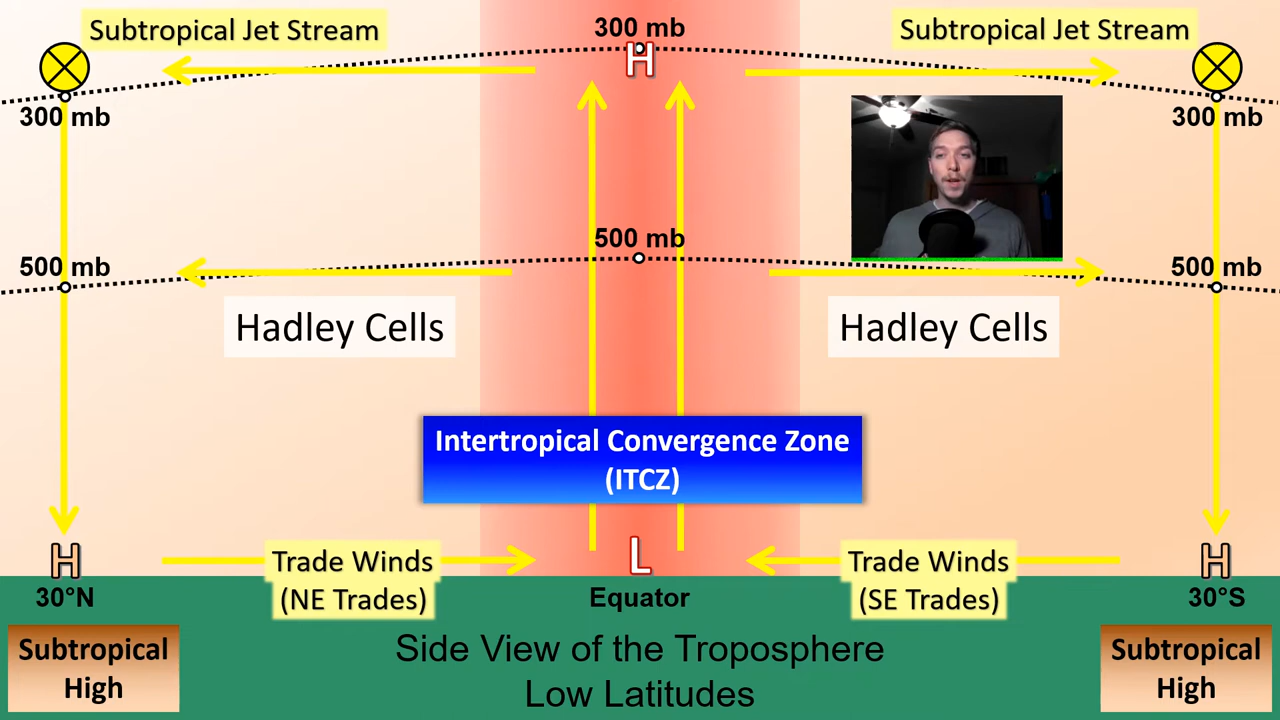 Subtropical Jet Stream
300 mb
Subtropical Jet Stream
H
300 mb
300 mb
500 mb
500 mb
500 mb
Hadley Cells
Hadley Cells
Intertropical Convergence Zone
(ITCZ)
H
Trade Winds
(NE Trades)
L
Trade Winds
(SE Trades)
H
30°N
Equator
30°S
Subtropical
High
Side View of the Troposphere
Low Latitudes
Subtropical
High